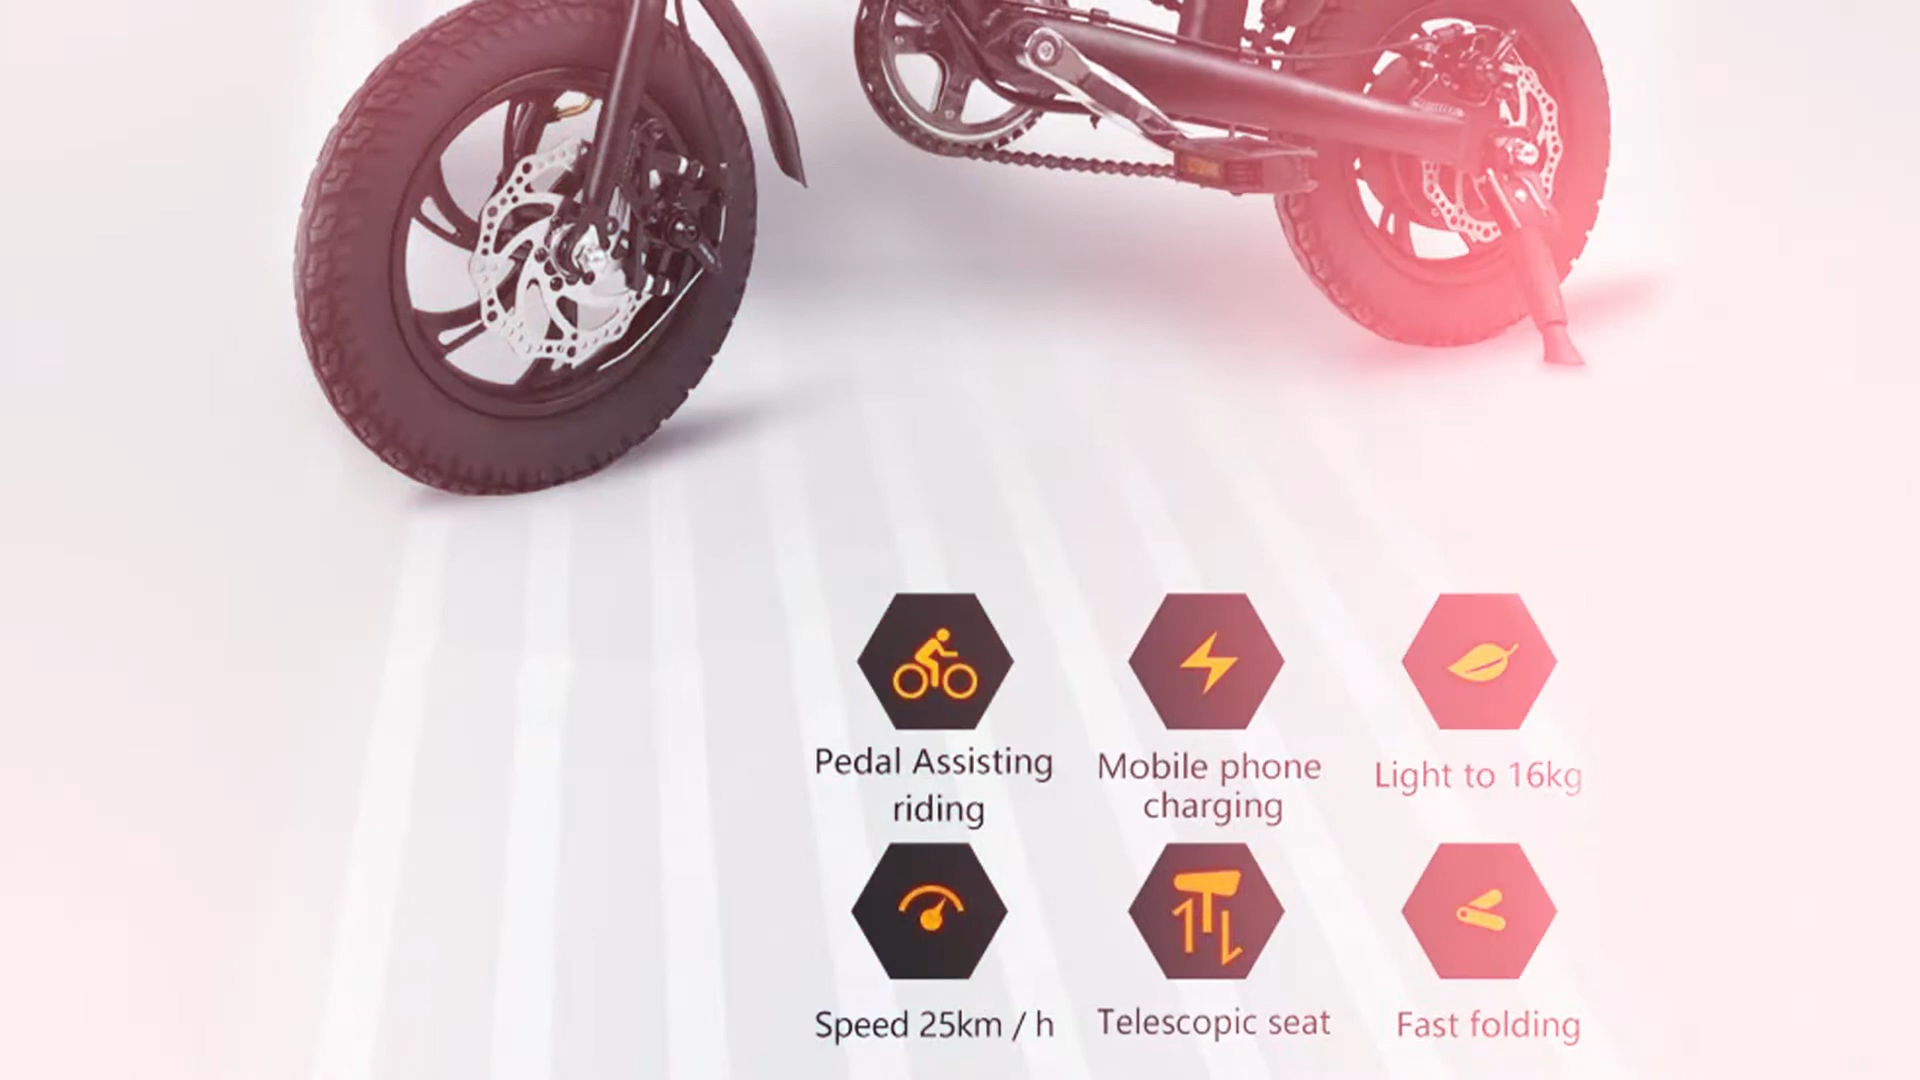 Pedal Assisting
riding
Mobile phone
charging
Light to 16kg
Speed 25km / h
Telescopic seat
Fast folding